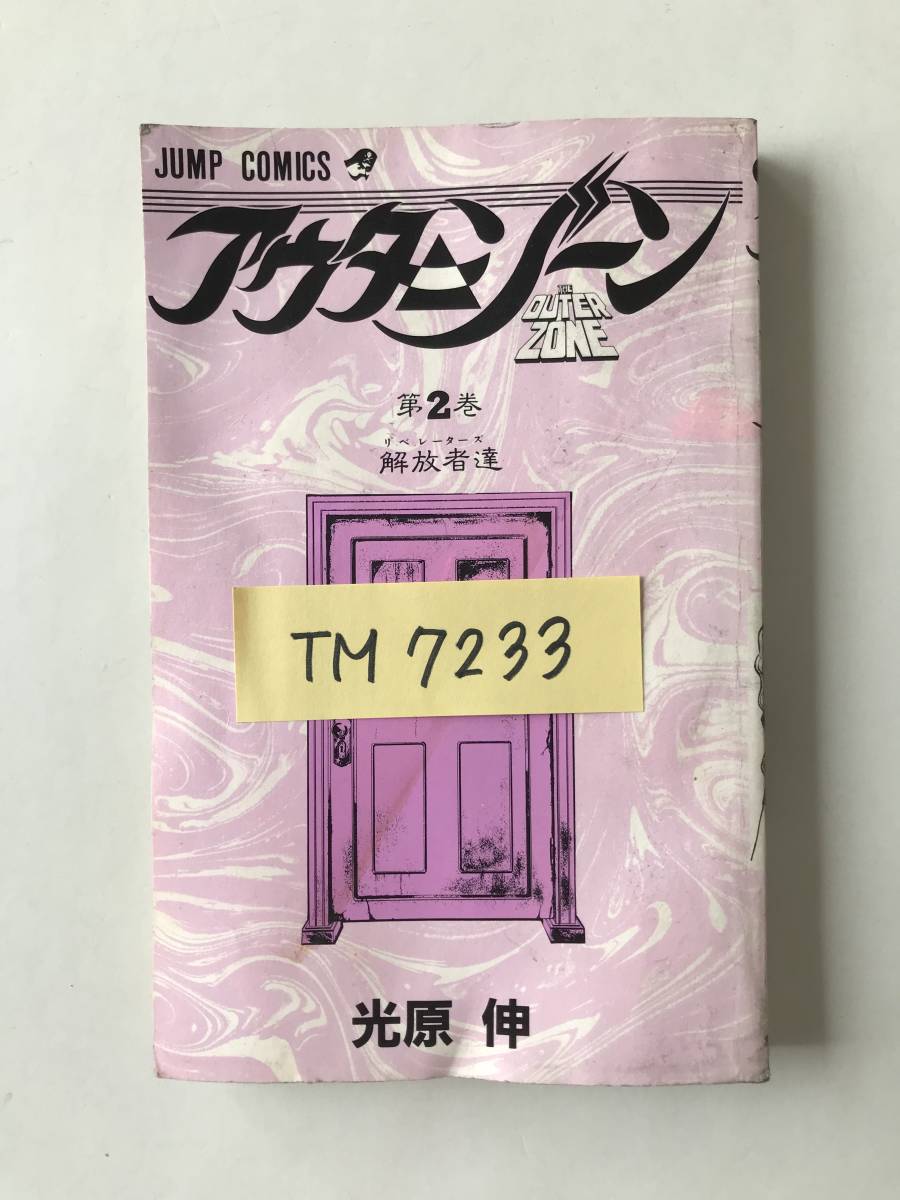 JUMP COMICS
アウターゾーン
THE
OUTER
ZONE
第2巻
リベレーターズ
解放者達
TM 7233
光原 伸